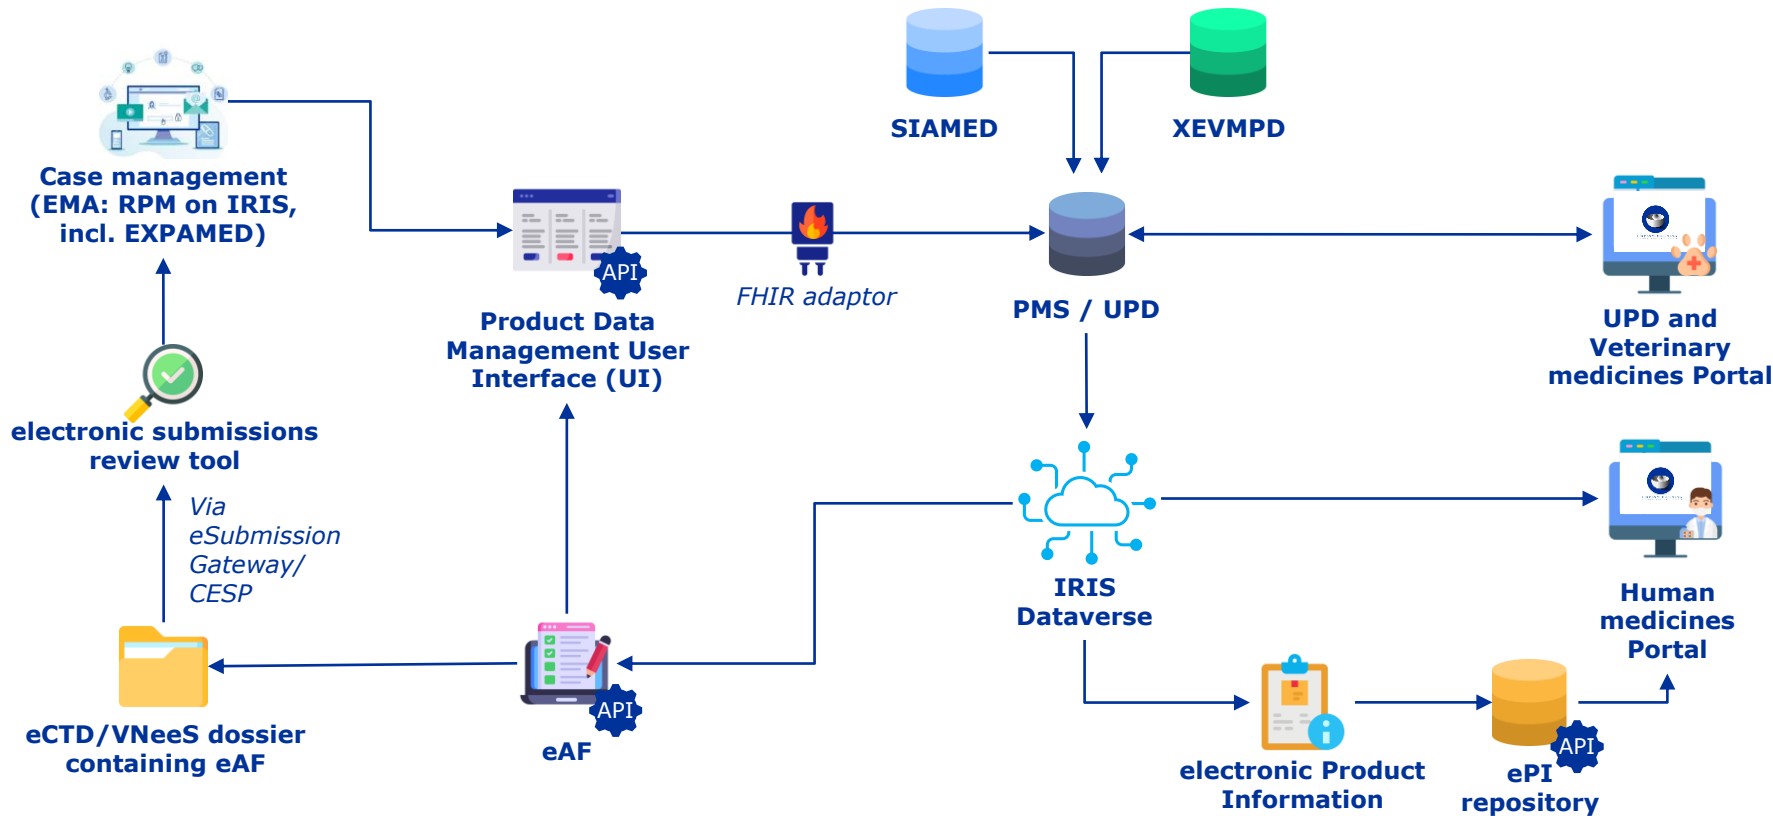 SIAMED
XEVMPD
Case management
(EMA: RPM on IRIS,
incl. EXPAMED)
API
FHIR adaptor
Product Data
Management User
Interface (UI)
PMS / UPD
UPD and
Veterinary
medicines Portal
electronic submissions
review tool
Via
eSubmission
Gateway/
CESP
IRIS
Dataverse
Human
medicines
Portal
eCTD/VNeeS dossier
containing eAF
API
eAF
electronic Product
Information
API
ePI
repository